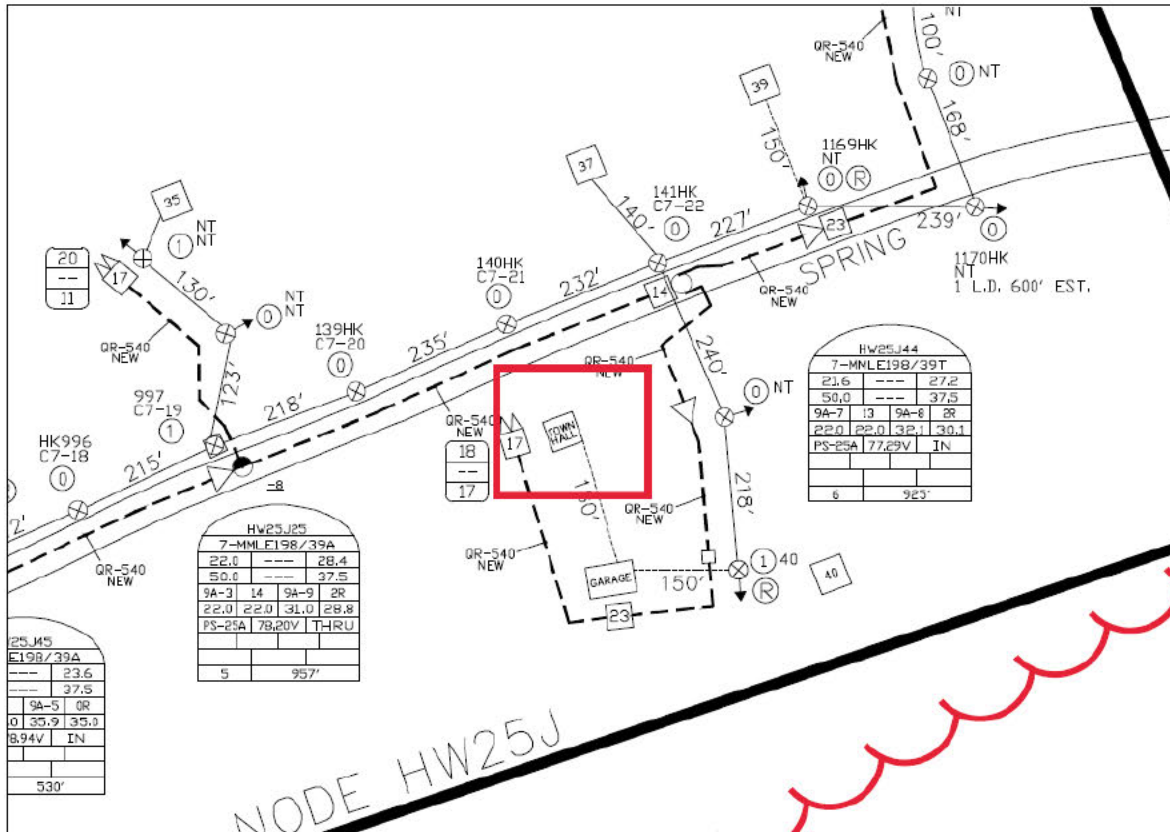 NT
QR-540
NEW
100'
0 NT
168'
39
150'
1169HK
NT
0 R
37
140'
141HK
C7-22
0
227'
23
239'
0
1170HK
NT
1 L.D. 600' EST.
SPRING
QR-540
NEW
35
1 NT
NT
20
--
11
17
130'
0 NT
NT
QR-540
NEW
123'
140HK
C7-21
0
232'
14
139HK
C7-20
0
235'
997
C7-19
1
218'
HK996
C7-18
0
215'
2'
-8
QR-540
NEW
QR-540
NEW
QR-540
NEW
240'
0 NT
TOWN
HALL
17
18
--
17
150'
QR-540
NEW
218'
QR-540
NEW
GARAGE
150'
1 40
R
40
23
HW25J44
7-MMLE198/39T
21.6 --- 27.2
50.0 --- 37.5
9A-7 13 9A-8 2R
22.0 22.0 32.1 30.1
PS-25A 77.29V IN
6 925'
HW25J25
7-MMLE198/39A
22.0 --- 28.4
50.0 --- 37.5
9A-3 14 9A-9 2R
22.0 22.0 31.0 28.8
PS-25A 78.20V THRU
5 957'
25J45
LE198/39A
--- 23.6
--- 37.5
9A-5 0R
.0 35.9 35.0
78.94V IN
530'
NODE HW25J